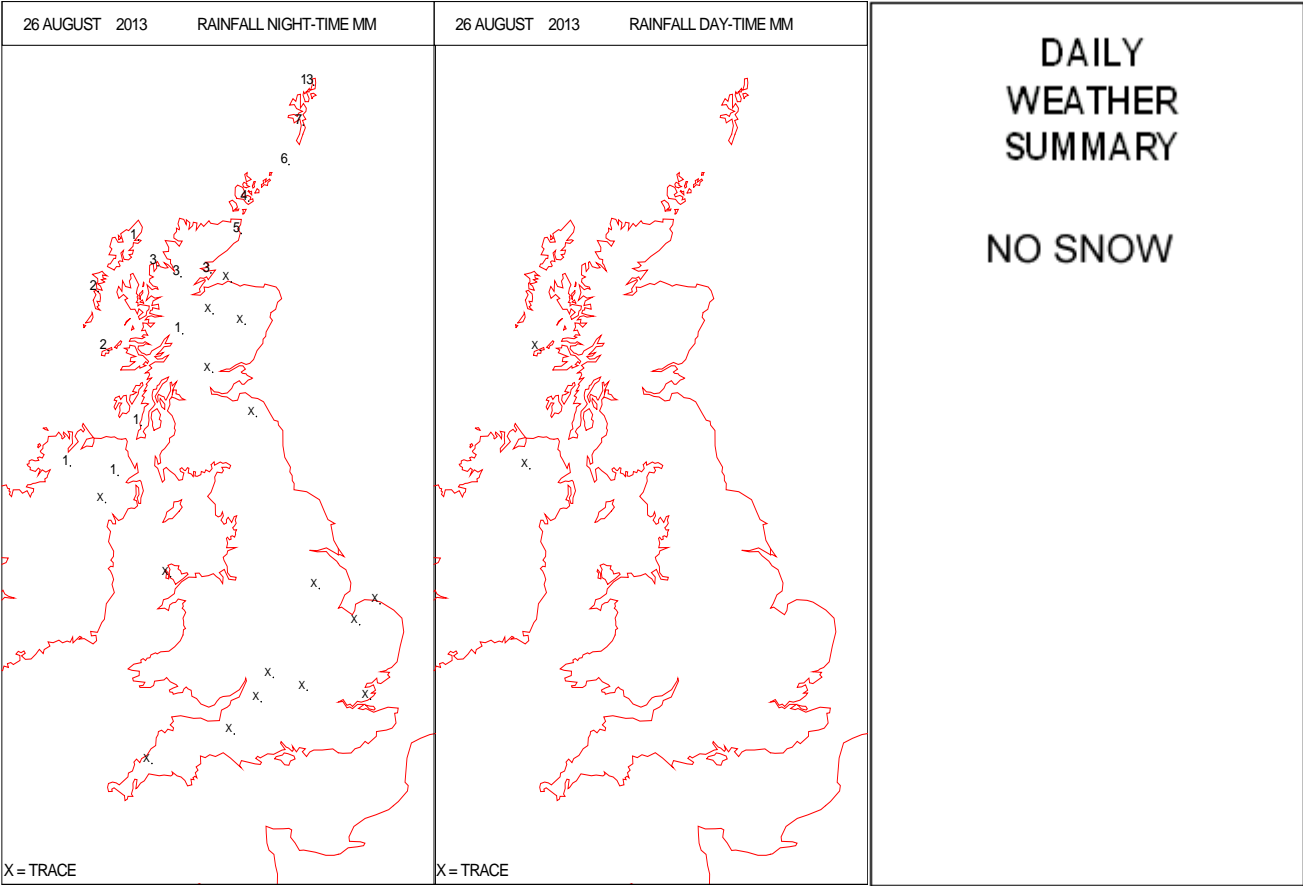 26 AUGUST 2013 RAINFALL NIGHT-TIME MM
13
7
6
4
5
1
3
3
3
X
2
X
X
1
2
X
X
1
1
1
X
X
X
X
X
X
X
X
X
X
X
X = TRACE
26 AUGUST 2013 RAINFALL DAY-TIME MM
X
X
X = TRACE
DAILY
WEATHER
SUMMARY
NO SNOW